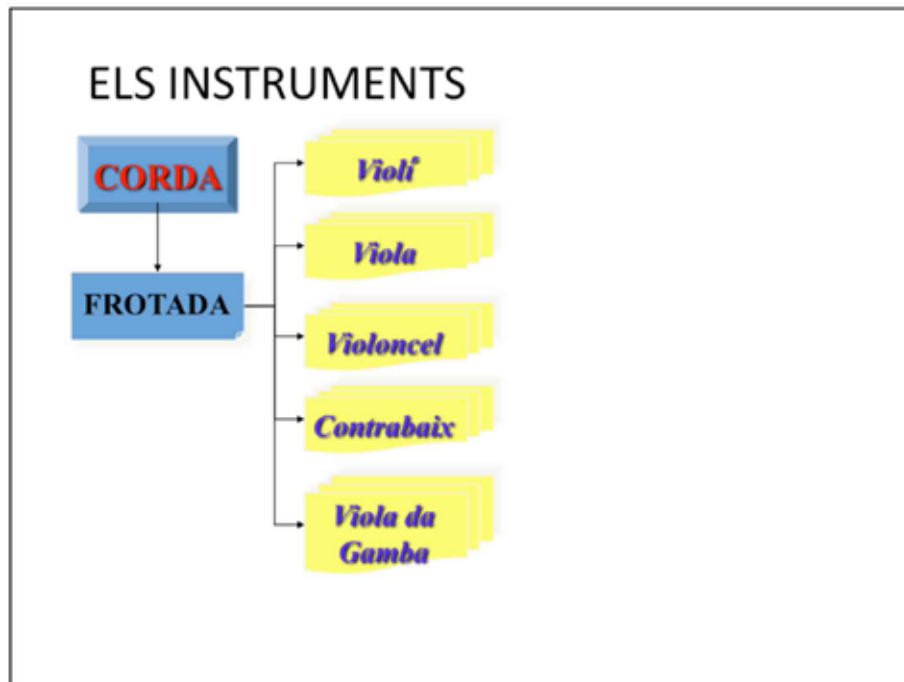 ELS INSTRUMENTS
CORDA
FROTADA
Violí
Viola
Violoncel
Contrabaix
Viola da
Gamba